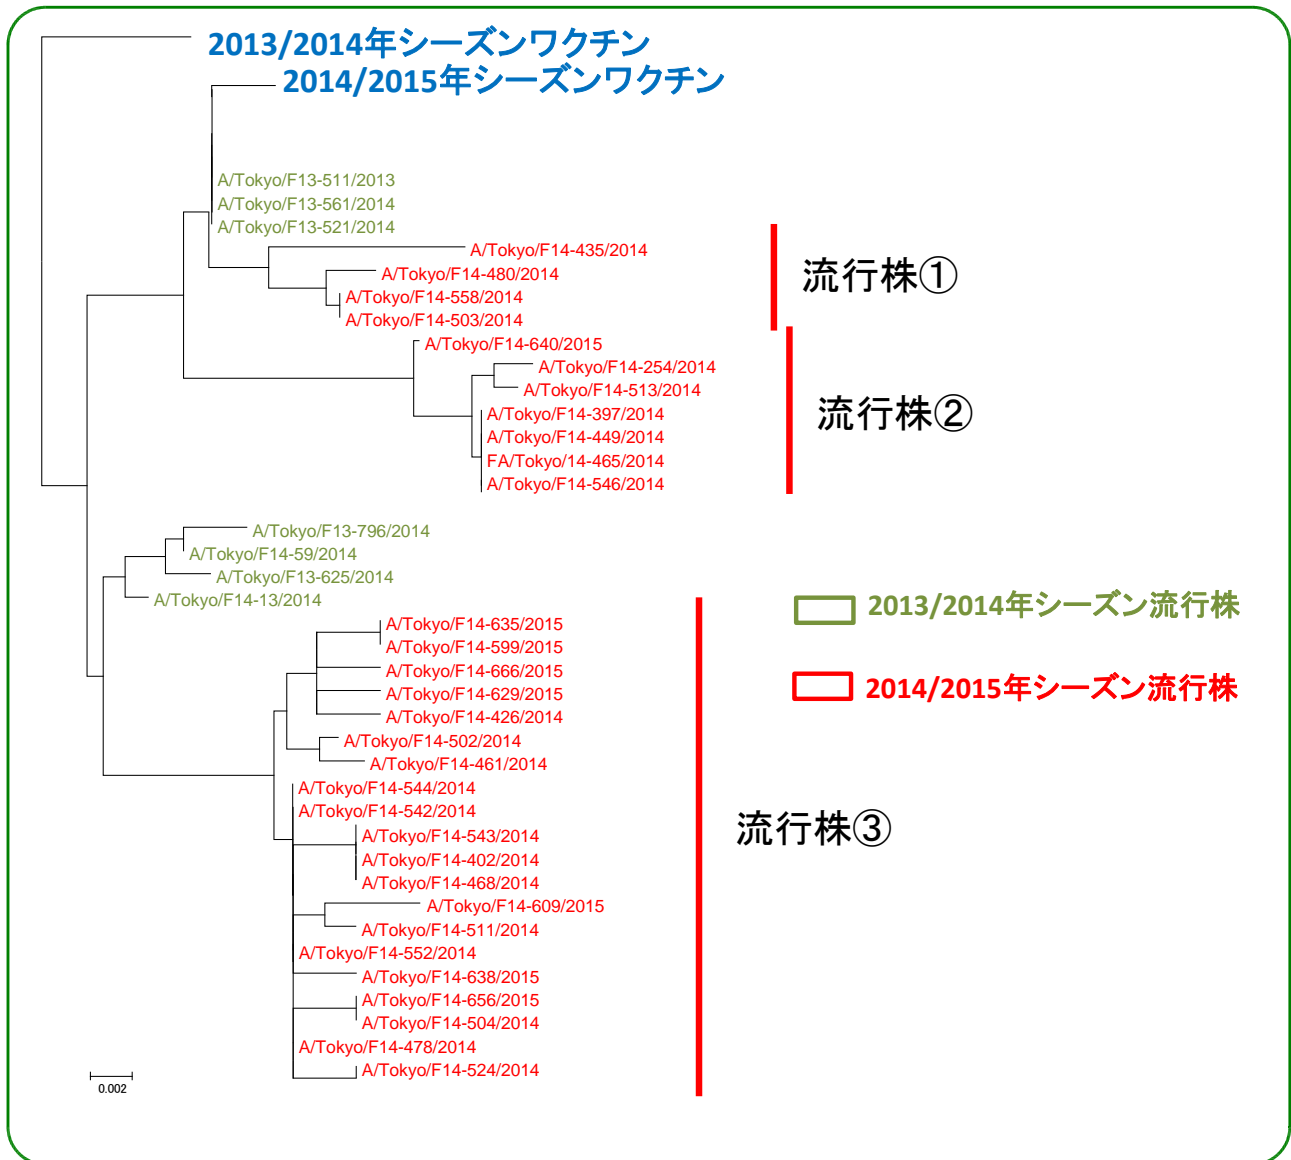 2013/2014年シーズンワクチン
2014/2015年シーズンワクチン
A/Tokyo/F13-511/2013
A/Tokyo/F13-561/2014
A/Tokyo/F13-521/2014
A/Tokyo/F14-435/2014
A/Tokyo/F14-480/2014
A/Tokyo/F14-558/2014
A/Tokyo/F14-503/2014
流行株①
A/Tokyo/F14-640/2015
A/Tokyo/F14-254/2014
A/Tokyo/F14-513/2014
A/Tokyo/F14-397/2014
A/Tokyo/F14-449/2014
FA/Tokyo/14-465/2014
A/Tokyo/F14-546/2014
流行株②
A/Tokyo/F13-796/2014
A/Tokyo/F14-59/2014
A/Tokyo/F13-625/2014
A/Tokyo/F14-13/2014
2013/2014年シーズン流行株
2014/2015年シーズン流行株
A/Tokyo/F14-635/2015
A/Tokyo/F14-599/2015
A/Tokyo/F14-666/2015
A/Tokyo/F14-629/2015
A/Tokyo/F14-426/2014
A/Tokyo/F14-502/2014
A/Tokyo/F14-461/2014
A/Tokyo/F14-544/2014
A/Tokyo/F14-542/2014
A/Tokyo/F14-543/2014
A/Tokyo/F14-402/2014
A/Tokyo/F14-468/2014
A/Tokyo/F14-609/2015
A/Tokyo/F14-511/2014
A/Tokyo/F14-552/2014
A/Tokyo/F14-638/2015
A/Tokyo/F14-656/2015
A/Tokyo/F14-504/2014
A/Tokyo/F14-478/2014
A/Tokyo/F14-524/2014
流行株③
0.002